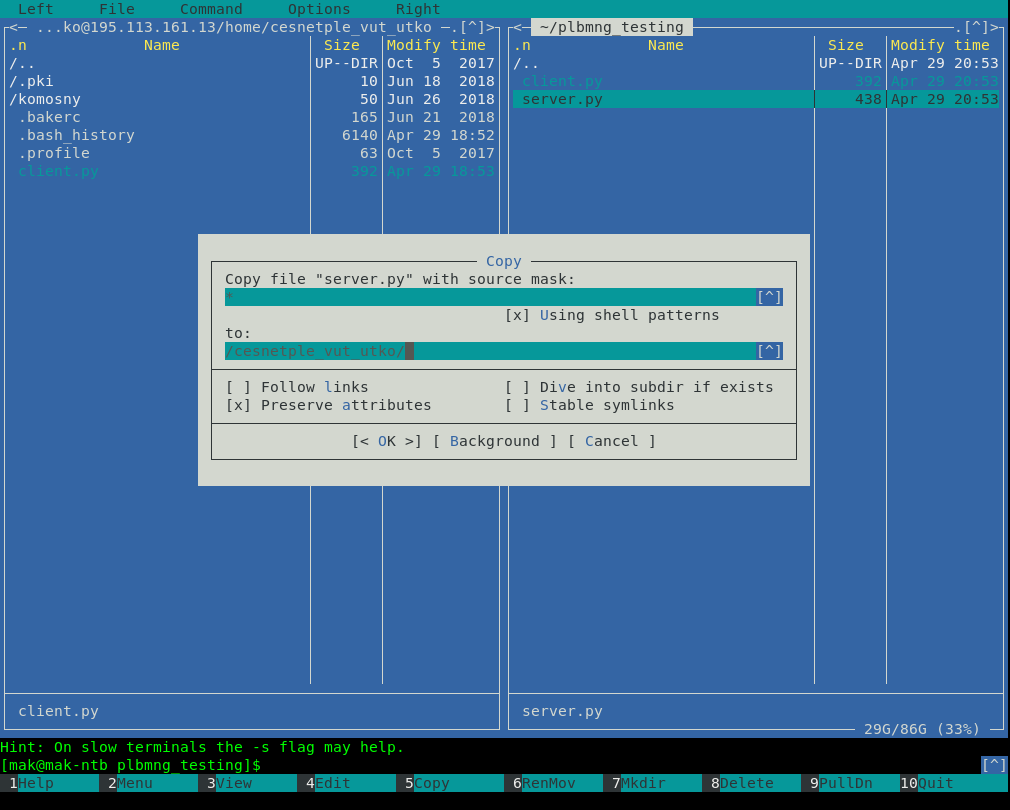 Left File Command Options Right
<─ ...ko@195.113.161.13/home/cesnetple_vut_utko ─.[^]> <─ ~/plbmng_testing .[^]>
.n Name Size Modify time .n Name Size Modify time
/.. UP--DIR Oct 5 2017 /.. UP--DIR Apr 29 20:53
/.pki 10 Jun 18 2018 client.py 392 Apr 29 20:53
/komosny 50 Jun 26 2018 server.py 438 Apr 29 20:53
.bakerc 165 Jun 21 2018
.bash_history 6140 Apr 29 18:52
.profile 63 Oct 5 2017
client.py 392 Apr 29 18:53
Copy
Copy file "server.py" with source mask:
* [^]
[x] Using shell patterns
to:
/cesnetple_vut_utko/ [^]
[ ] Follow links [ ] Dive into subdir if exists
[x] Preserve attributes [ ] Stable symlinks
[< OK >] [ Background ] [ Cancel ]
client.py server.py
29G/86G (33%)
Hint: On slow terminals the -s flag may help.
[mak@mak-ntb plbmng_testing]$ [^]
1Help 2Menu 3View 4Edit 5Copy 6RenMov 7Mkdir 8Delete 9PullDn 10Quit